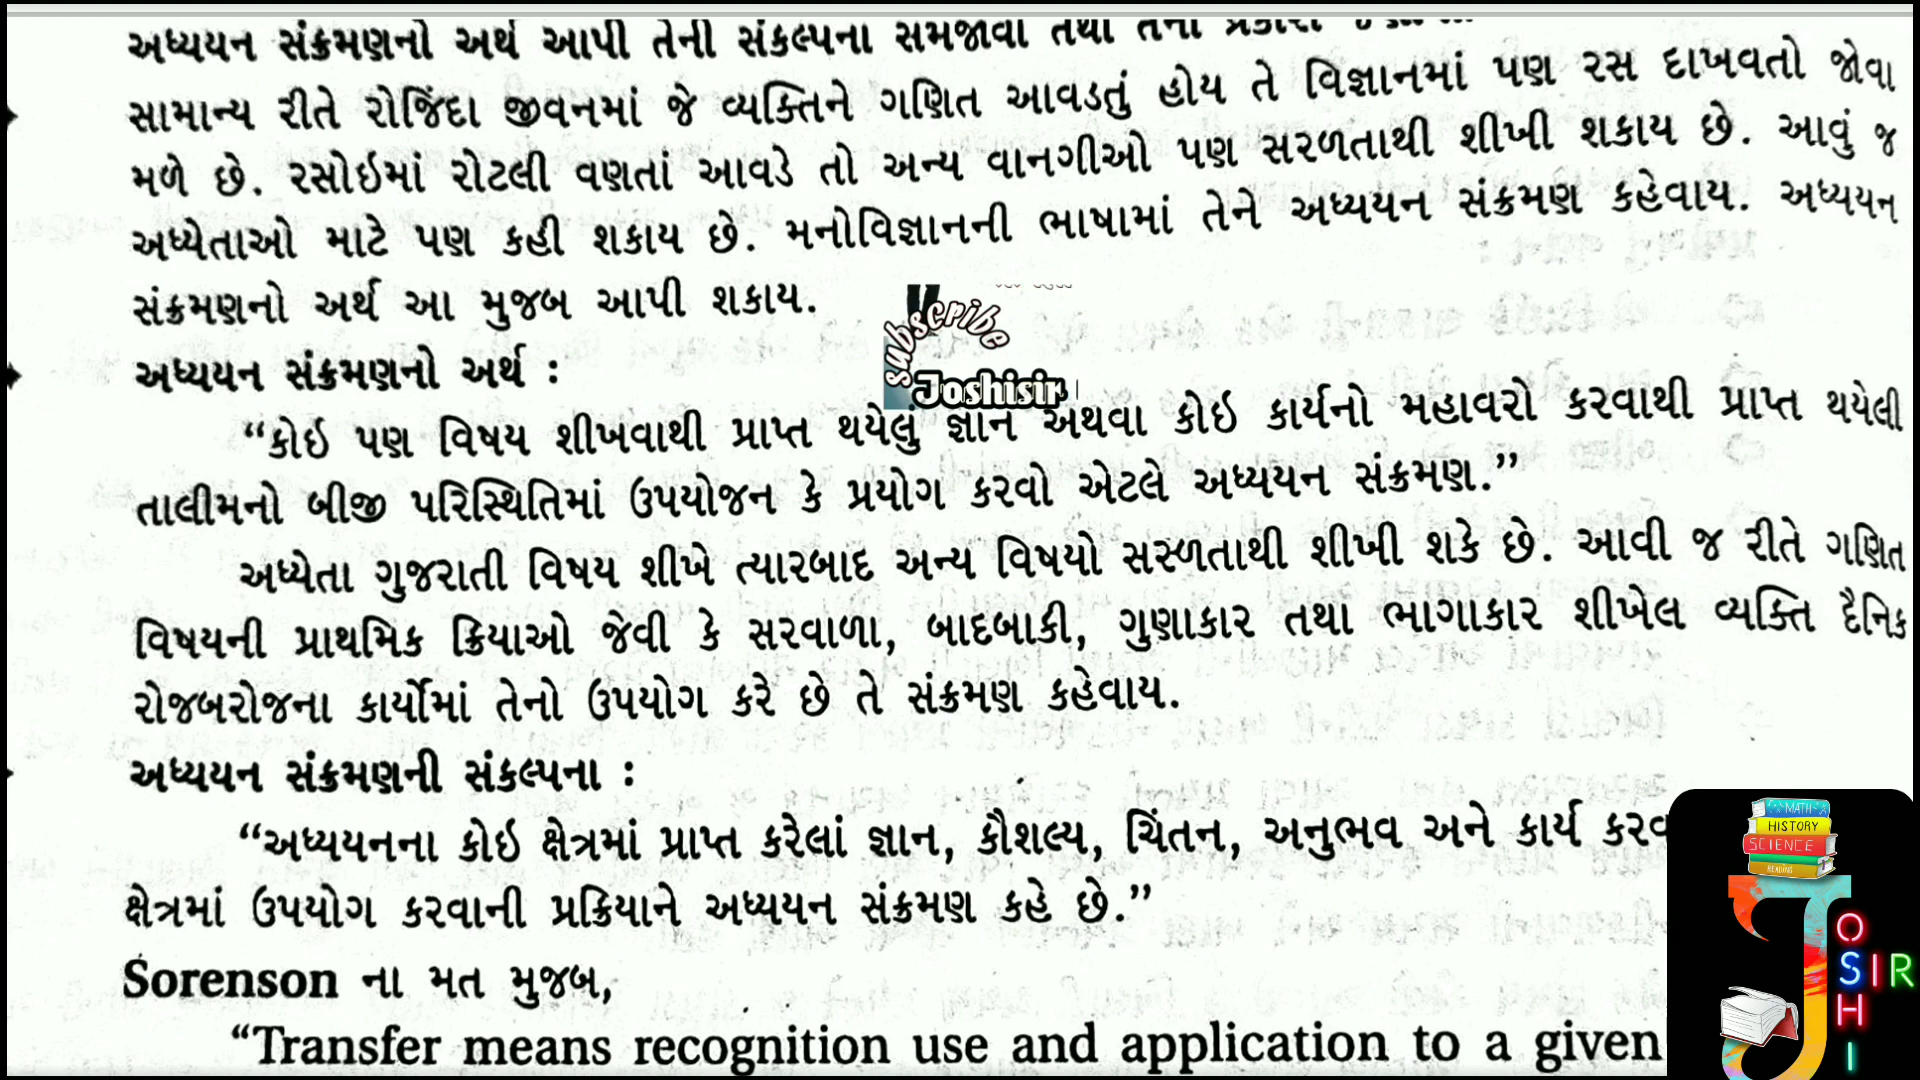 અધ્યયન સંક્રમણનો અર્થ આપી તેની સંકલ્પના સમજાવો તથા તેના પ્રકારો
સામાન્ય રીતે રોજિંદા જીવનમાં જે વ્યક્તિને ગણિત આવડતું હોય તે વિજ્ઞાનમાં પણ રસ દાખવતો જોવા
મળે છે. રસોઇમાં રોટલી વણતાં આવડે તો અન્ય વાનગીઓ પણ સરળતાથી શીખી શકાય છે. આવું જ
અધ્યેતાઓ માટે પણ કહી શકાય છે. મનોવિજ્ઞાનની ભાષામાં તેને અધ્યયન સંક્રમણ કહેવાય. અધ્યયન
સંક્રમણનો અર્થ આ મુજબ આપી શકાય.
subscribe
Joshisir
અધ્યયન સંક્રમણનો અર્થ :
“કોઇ પણ વિષય શીખવાથી પ્રાપ્ત થયેલું જ્ઞાન અથવા કોઇ કાર્યનો મહાવરો કરવાથી પ્રાપ્ત થયેલી
તાલીમનો બીજી પરિસ્થિતિમાં ઉપયોજન કે પ્રયોગ કરવો એટલે અધ્યયન સંક્રમણ.”
અધ્યેતા ગુજરાતી વિષય શીખે ત્યારબાદ અન્ય વિષયો સરળતાથી શીખી શકે છે. આવી જ રીતે ગણિત
વિષયની પ્રાથમિક ક્રિયાઓ જેવી કે સરવાળા, બાદબાકી, ગુણાકાર તથા ભાગાકાર શીખેલ વ્યક્તિ દૈનિક
રોજબરોજના કાર્યોમાં તેનો ઉપયોગ કરે છે તે સંક્રમણ કહેવાય.
અધ્યયન સંક્રમણની સંકલ્પના :
“અધ્યયનના કોઇ ક્ષેત્રમાં પ્રાપ્ત કરેલાં જ્ઞાન, કૌશલ્ય, ચિંતન, અનુભવ અને કાર્ય કરવ
ક્ષેત્રમાં ઉપયોગ કરવાની પ્રક્રિયાને અધ્યયન સંક્રમણ કહે છે.”
Sorenson ના મત મુજબ,
“Transfer means recognition use and application to a given
MATH
HISTORY
SCIENCE
READING
JOSHI
SIR